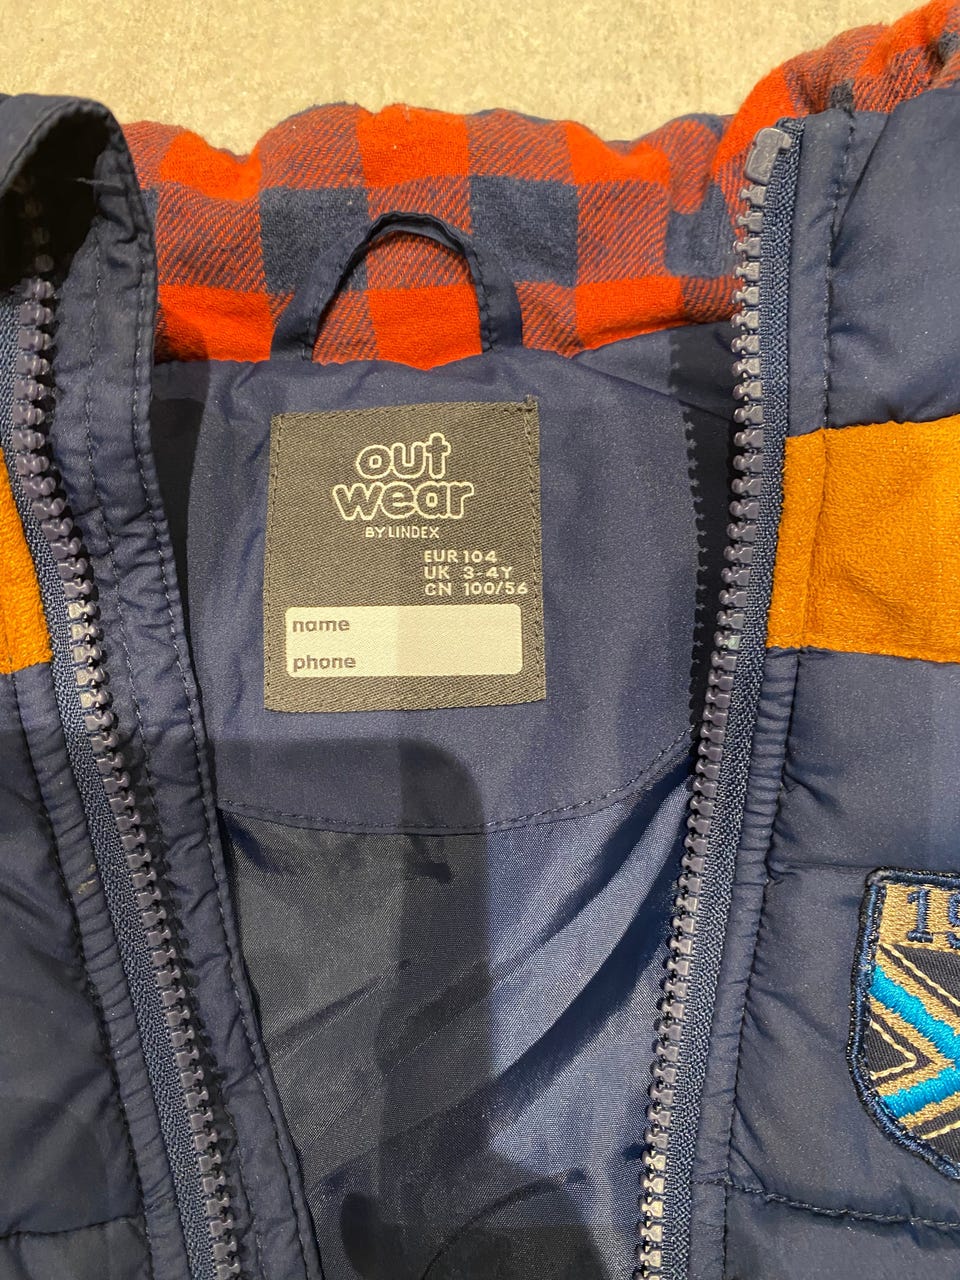 out
wear
BY LINDEX
EUR 104
UK 3-4Y
CN 100/56
name
phone